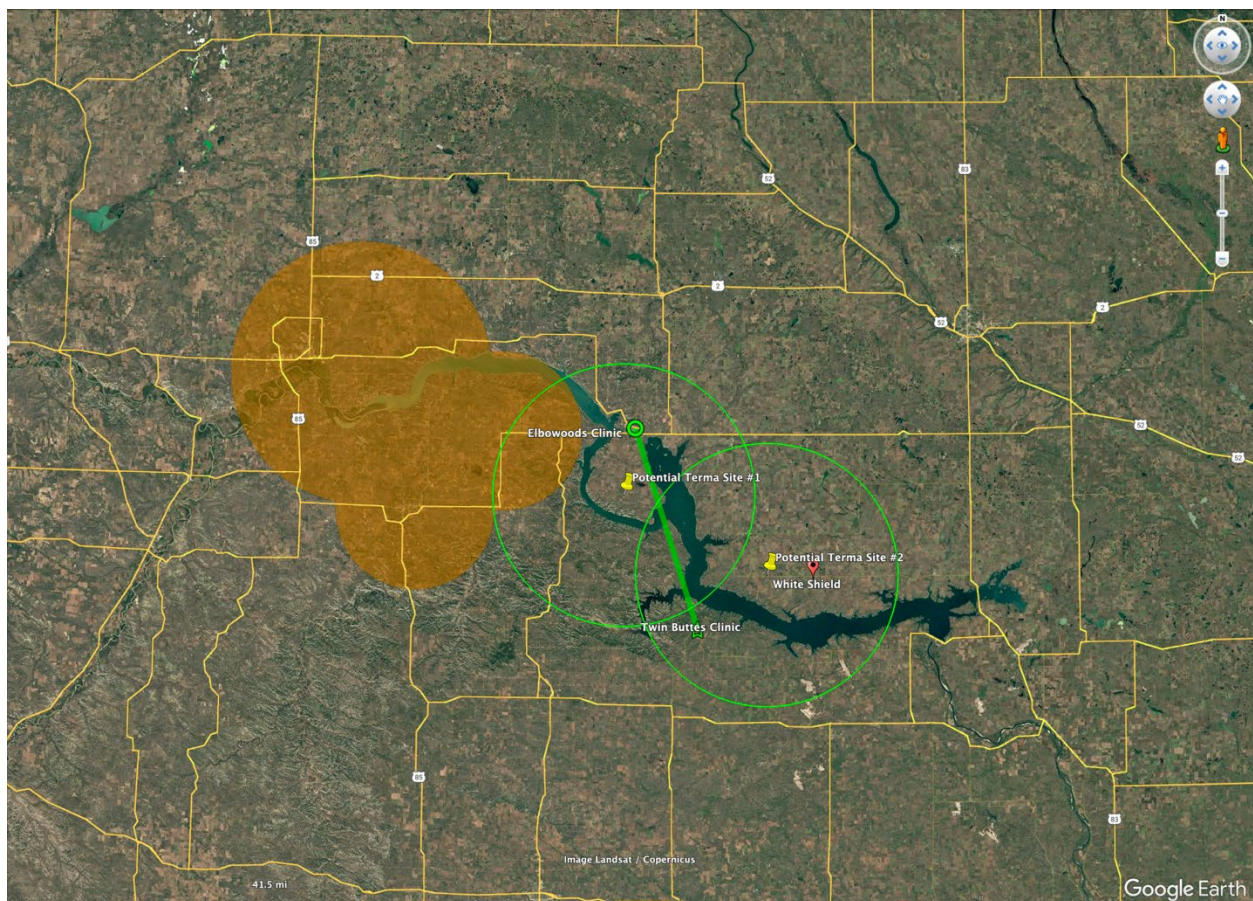 N
52
83
85
2
2
52
2
85
52
52
Elbowoods Clinic
Potential Terma Site #1
Potential Terma Site #2
White Shield
Twin Buttes Clinic
85
83
Image Landsat / Copernicus
41.5 mi
Google Earth